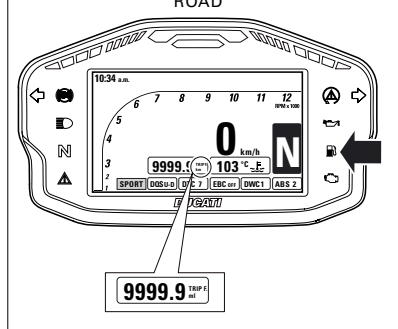 ROAD
10:34 a.m.
6 7 8 9 10 11 12
RPM x 1000
5
4
0 km/h
N
3
9999.9 TRIP F. km 103 °C
2
1
SPORT DQS U-D DTC 7 EBC OFF DWC 1 ABS 2
DUCATI
9999.9 TRIP F. mi